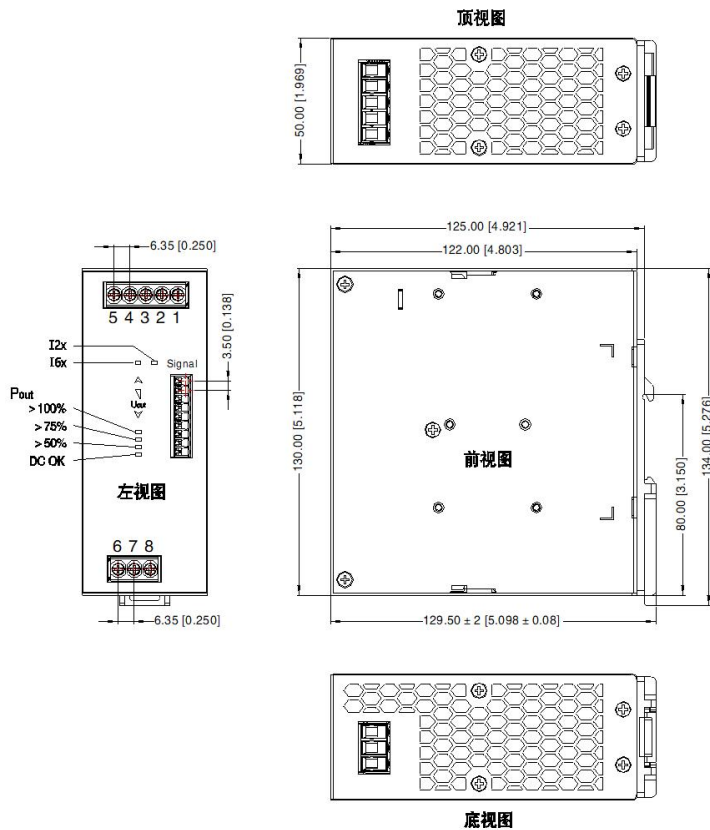 顶视图
50.00 [1.969]
125.00 [4.921]
122.00 [4.803]
6.35 [0.250]
5 4 3 2 1
3.50 [0.138]
I2x
I6x
Signal
Pout
Uout
>100%
>75%
>50%
DC OK
左视图
6 7 8
6.35 [0.250]
130.00 [5.118]
前视图
80.00 [3.150]
134.00 [5.276]
129.50 ± 2 [5.098 ± 0.08]
底视图